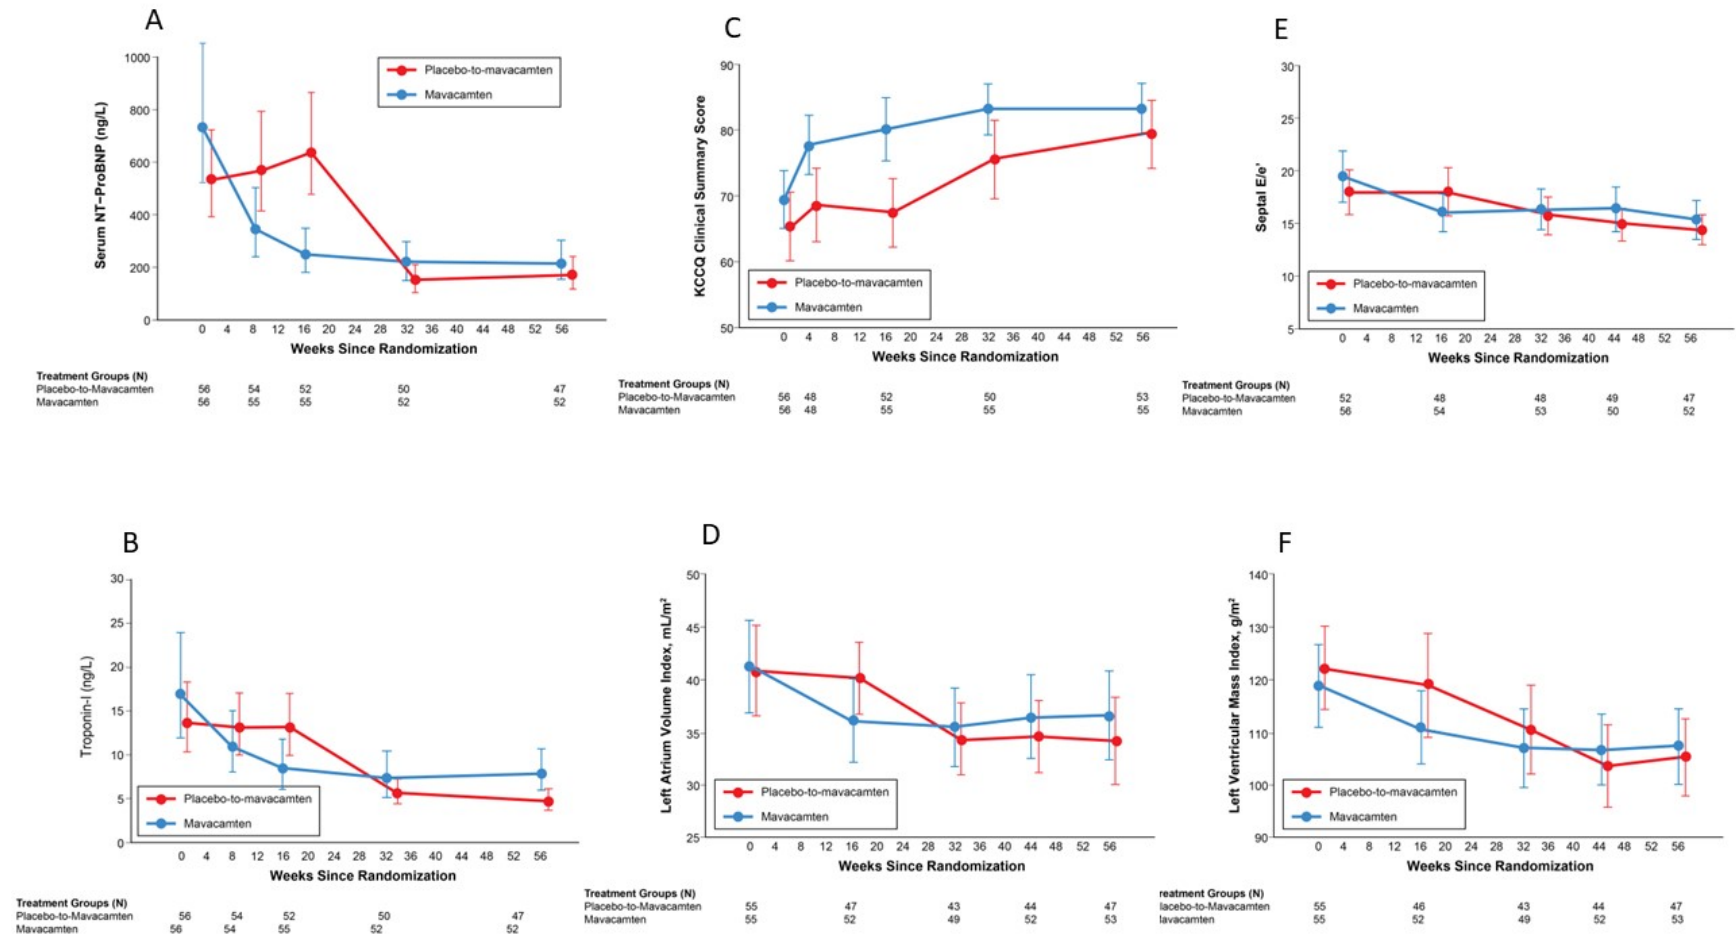 A
Serum NT–ProBNP (ng/L)
1000
800
600
400
200
0
Placebo-to-mavacamten
Mavacamten
0 4 8 12 16 20 24 28 32 36 40 44 48 52 56
Weeks Since Randomization
Treatment Groups (N)
Placebo-to-Mavacamten 56 54 52 50 47
Mavacamten 56 55 55 52 52
C
KCCQ Clinical Summary Score
90
80
70
60
50
Placebo-to-mavacamten
Mavacamten
0 4 8 12 16 20 24 28 32 36 40 44 48 52 56
Weeks Since Randomization
Treatment Groups (N)
Placebo-to-Mavacamten 56 48 52 50 53
Mavacamten 56 48 55 55 55
E
Septal E/e'
30
25
20
15
10
5
Placebo-to-mavacamten
Mavacamten
0 4 8 12 16 20 24 28 32 36 40 44 48 52 56
Weeks Since Randomization
Treatment Groups (N)
Placebo-to-Mavacamten 52 48 48 49 47
Mavacamten 56 54 53 50 52
B
Troponin-I (ng/L)
30
25
20
15
10
5
0
Placebo-to-mavacamten
Mavacamten
0 4 8 12 16 20 24 28 32 36 40 44 48 52 56
Weeks Since Randomization
Treatment Groups (N)
Placebo-to-Mavacamten 56 54 52 50 47
Mavacamten 56 54 55 52 52
D
Left Atrium Volume Index, mL/m²
50
45
40
35
30
25
Placebo-to-mavacamten
Mavacamten
0 4 8 12 16 20 24 28 32 36 40 44 48 52 56
Weeks Since Randomization
Treatment Groups (N)
Placebo-to-Mavacamten 55 47 43 44 47
Mavacamten 55 52 49 52 53
F
Left Ventricular Mass Index, g/m²
140
130
120
110
100
90
Placebo-to-mavacamten
Mavacamten
0 4 8 12 16 20 24 28 32 36 40 44 48 52 56
Weeks Since Randomization
reatment Groups (N)
lacebo-to-Mavacamten 55 46 43 44 47
lavacamten 55 52 49 52 53